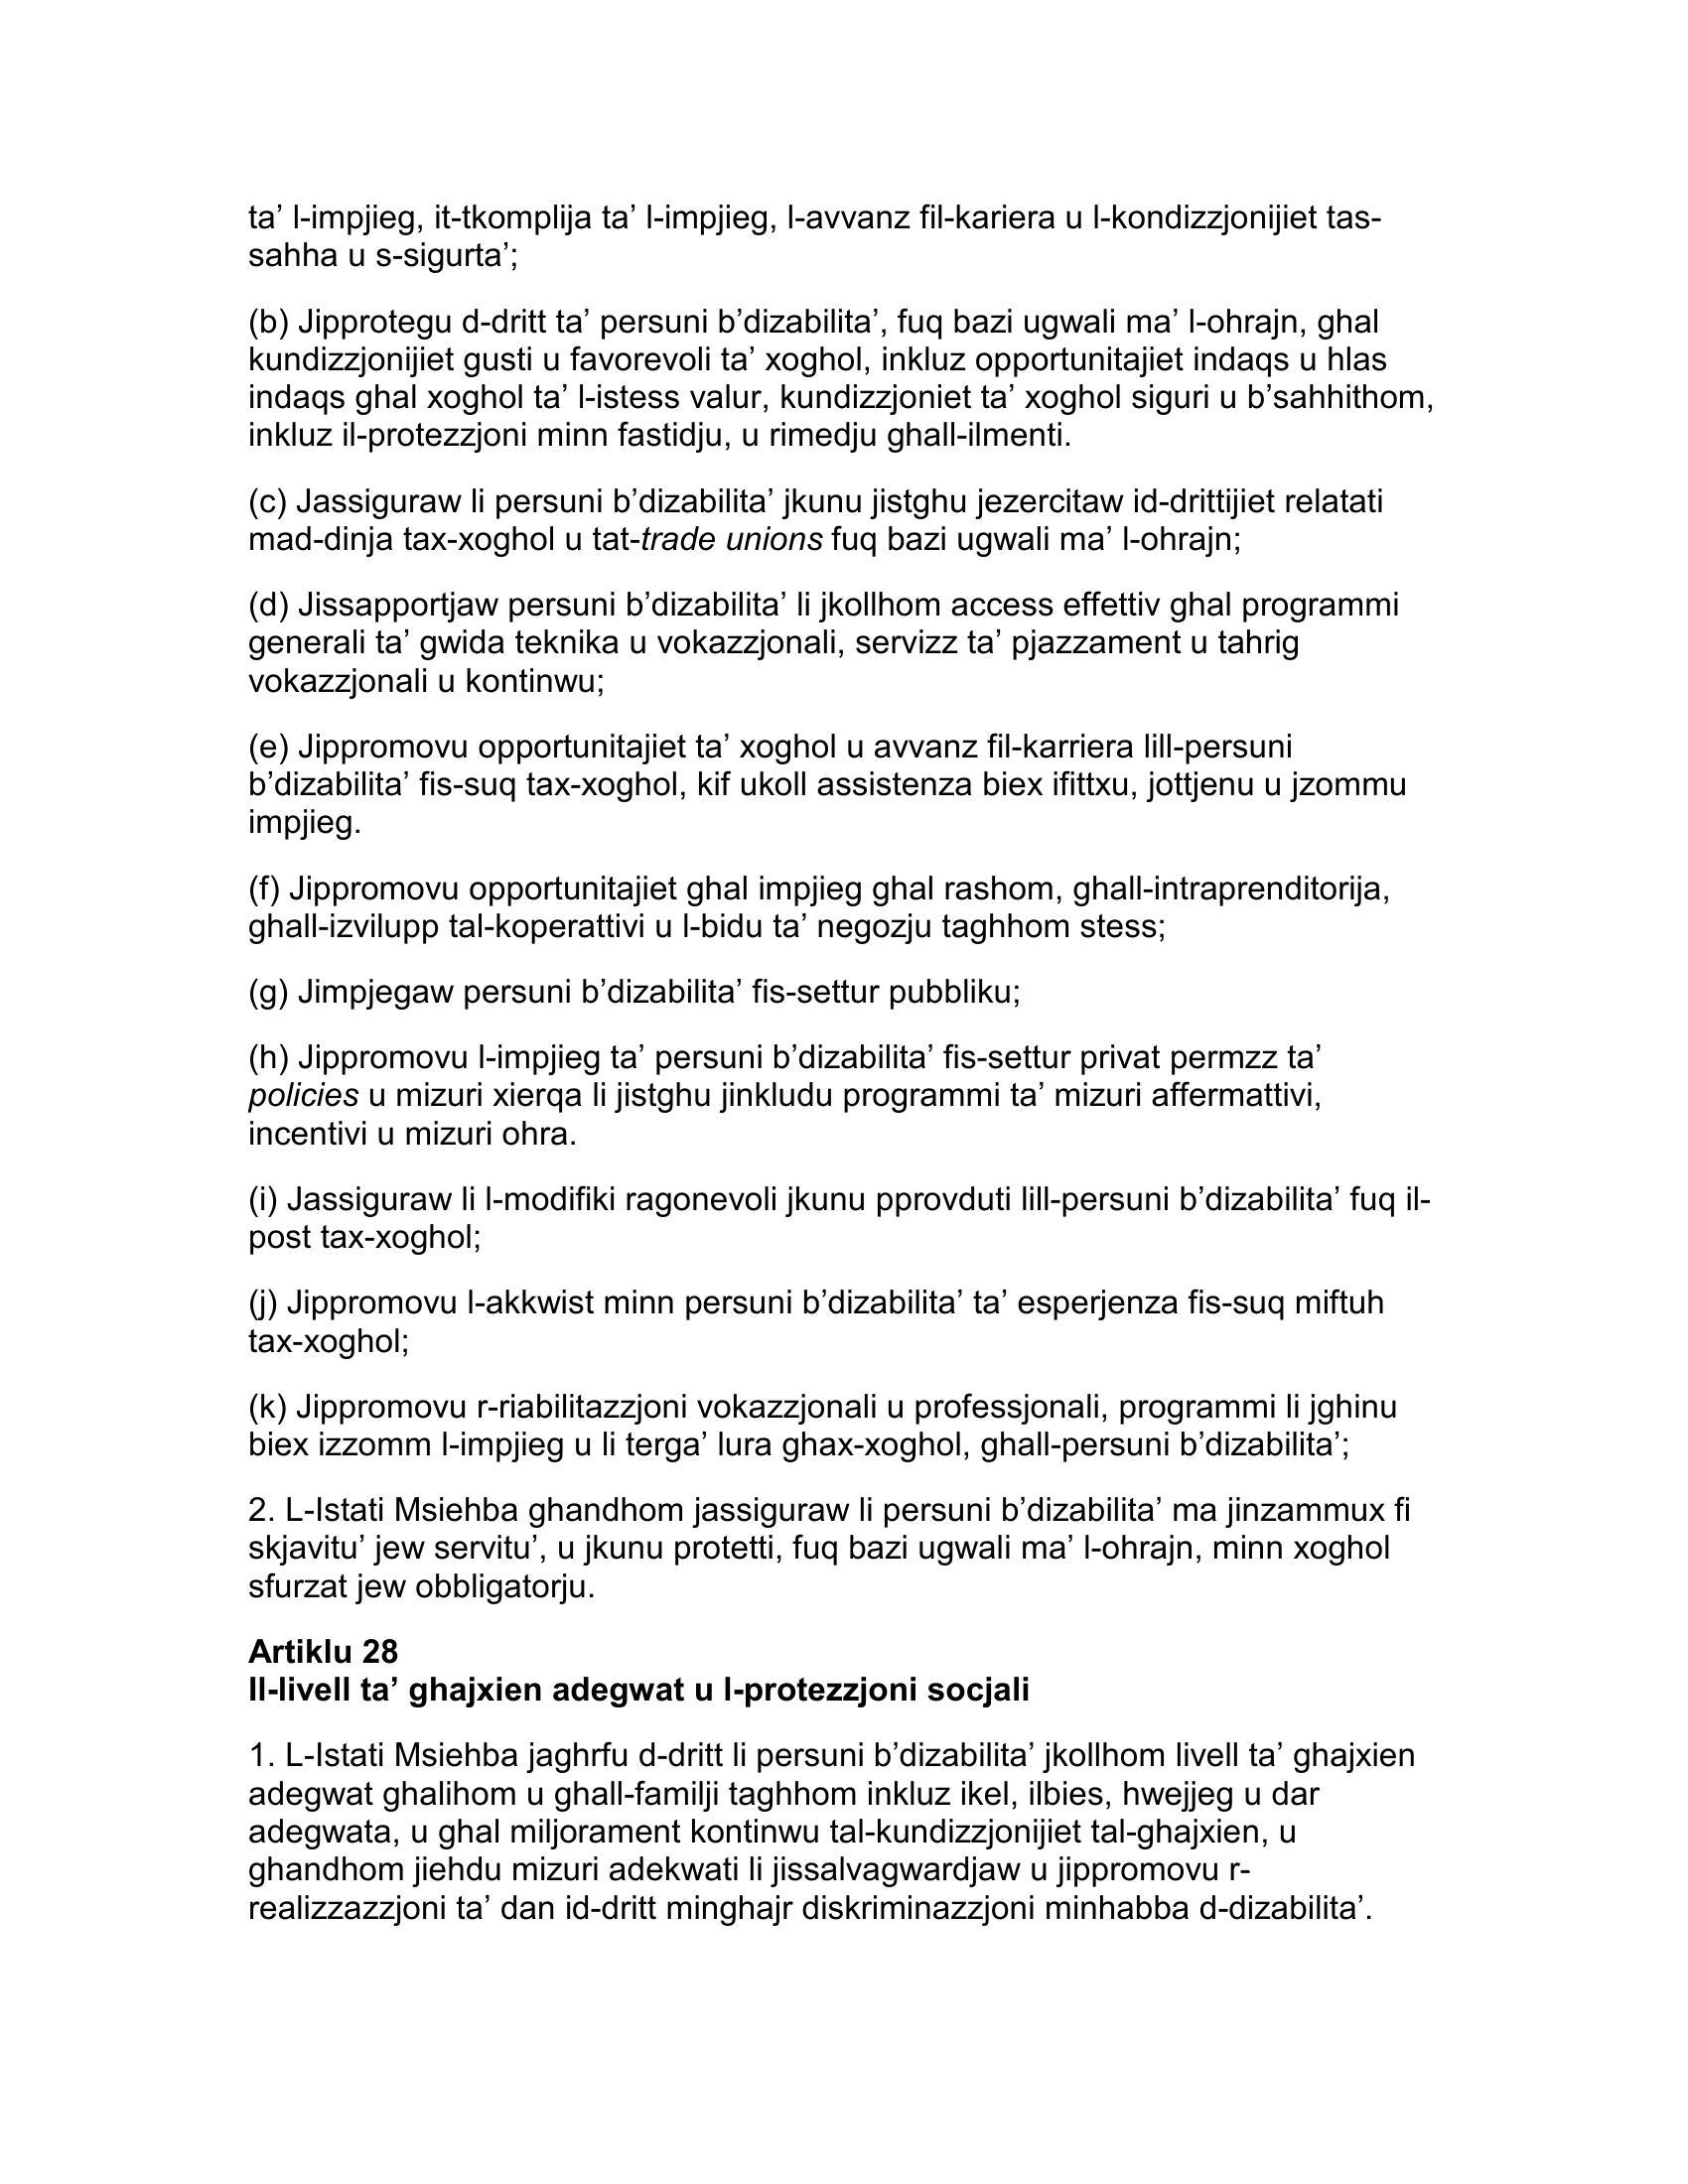 ta’ l-impjieg, it-tkomplija ta’ l-impjieg, l-avvanz fil-kariera u l-kondizzjonijiet tas-
sahha u s-sigurta’;
(b) Jipprotegu d-dritt ta’ persuni b’dizabilita’, fuq bazi ugwali ma’ l-ohrajn, ghal
kundizzjonijiet gusti u favorevoli ta’ xoghol, inkluz opportunitajiet indaqs u hlas
indaqs ghal xoghol ta’ l-istess valur, kundizzjoniet ta’ xoghol siguri u b’sahhithom,
inkluz il-protezzjoni minn fastidju, u rimedju ghall-ilmenti.
(c) Jassiguraw li persuni b’dizabilita’ jkunu jistghu jezercitaw id-drittijiet relatati
mad-dinja tax-xoghol u tat-trade unions fuq bazi ugwali ma’ l-ohrajn;
(d) Jissapportjaw persuni b’dizabilita’ li jkollhom access effettiv ghal programmi
generali ta’ gwida teknika u vokazzjonali, servizz ta’ pjazzament u tahrig
vokazzjonali u kontinwu;
(e) Jippromovu opportunitajiet ta’ xoghol u avvanz fil-karriera lill-persuni
b’dizabilita’ fis-suq tax-xoghol, kif ukoll assistenza biex ifittxu, jottjenu u jzommu
impjieg.
(f) Jippromovu opportunitajiet ghal impjieg ghal rashom, ghall-intraprenditorija,
ghall-izvilupp tal-koperattivi u l-bidu ta’ negozju taghhom stess;
(g) Jimpjegaw persuni b’dizabilita’ fis-settur pubbliku;
(h) Jippromovu l-impjieg ta’ persuni b’dizabilita’ fis-settur privat permzz ta’
policies u mizuri xierqa li jistghu jinkludu programmi ta’ mizuri affermattivi,
incentivi u mizuri ohra.
(i) Jassiguraw li l-modifiki ragonevoli jkunu pprovduti lill-persuni b’dizabilita’ fuq il-
post tax-xoghol;
(j) Jippromovu l-akkwist minn persuni b’dizabilita’ ta’ esperjenza fis-suq miftuh
tax-xoghol;
(k) Jippromovu r-riabilitazzjoni vokazzjonali u professjonali, programmi li jghinu
biex izzomm l-impjieg u li terga’ lura ghax-xoghol, ghall-persuni b’dizabilita’;
2. L-Istati Msiehba ghandhom jassiguraw li persuni b’dizabilita’ ma jinzammux fi
skjavitu’ jew servitu’, u jkunu protetti, fuq bazi ugwali ma’ l-ohrajn, minn xoghol
sfurzat jew obbligatorju.
Artiklu 28
Il-livell ta’ ghajxien adegwat u l-protezzjoni socjali
1. L-Istati Msiehba jaghrfu d-dritt li persuni b’dizabilita’ jkollhom livell ta’ ghajxien
adegwat ghalihom u ghall-familji taghhom inkluz ikel, ilbies, hwejjeg u dar
adegwata, u ghal miljorament kontinwu tal-kundizzjonijiet tal-ghajxien, u
ghandhom jiehdu mizuri adekwati li jissalvagwardjaw u jippromovu r-
realizzazzjoni ta’ dan id-dritt minghajr diskriminazzjoni minhabba d-dizabilita’.